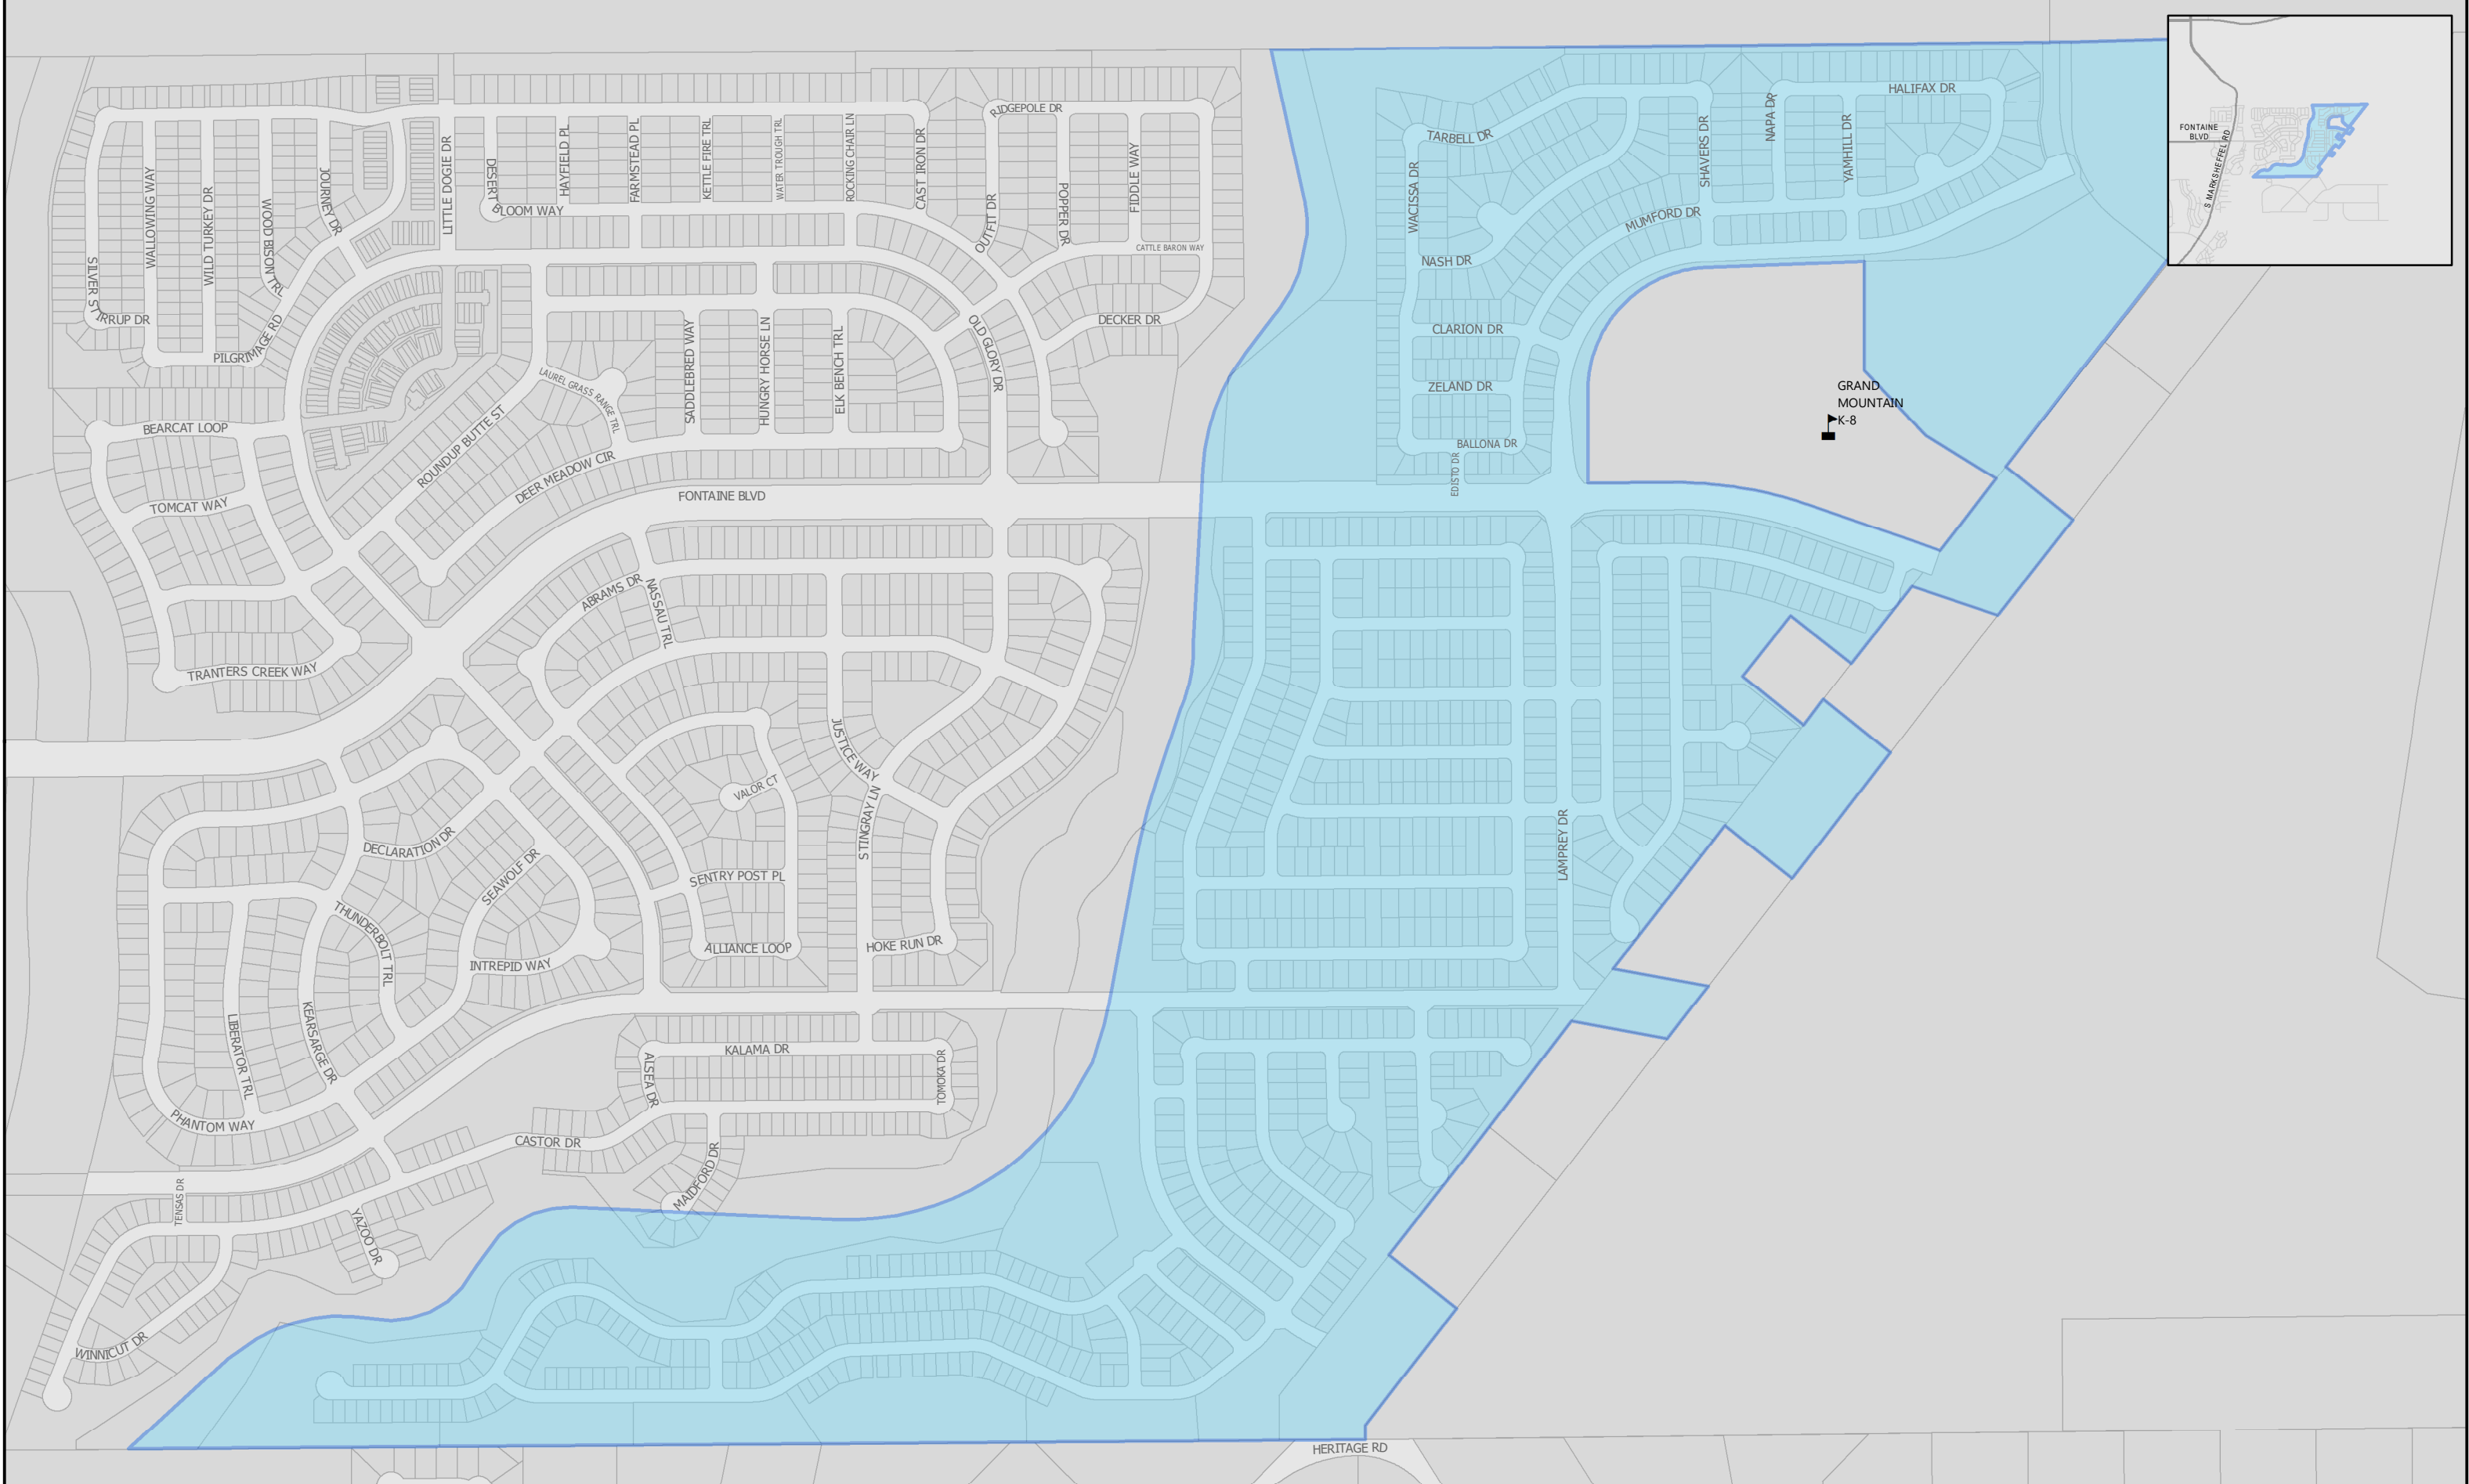 HALIFAX DR
RIDGEPOLE DR
NAPA DR
TARBELL DR
SHAVERS DR
YAMHILL DR
FONTAINE
BLVD
S MARKSHEFFEL RD
LITTLE DOGIE DR
HAYFIELD PL
FARMSTEAD PL
KETTLE FIRE TRL
WATER TROUGH TRL
ROCKING CHAIR LN
CAST IRON DR
FIDDLE WAY
DESERT
BLOOM WAY
WALLOWING WAY
WILD TURKEY DR
WOOD BISON TRL
JOURNEY DR
OUTFIT DR
POPPER DR
WACISSA DR
MUMFORD DR
CATTLE BARON WAY
NASH DR
SILVER ST
IRRUP DR
PILGRIMAGE RD
DECKER DR
CLARION DR
OLD GLORY DR
SADDLEBRED WAY
HUNGRY HORSE LN
ELK BENCH TRL
LAUREL GRASS RANGE TRL
ZELAND DR
GRAND
MOUNTAIN
K-8
BEARCAT LOOP
ROUNDUP BUTTE ST
BALLONA DR
EDISTO DR
DEER MEADOW CIR
FONTAINE BLVD
TOMCAT WAY
ABRAMS DR
NASSAU TRL
TRANTERS CREEK WAY
JUSTICE WAY
VALOR CT
STINGRAY LN
LAMPREY DR
DECLARATION DR
SEAWOLF DR
SENTRY POST PL
THUNDERBOLT TRL
ALLIANCE LOOP
HOKE RUN DR
INTREPID WAY
LIBERATOR TRL
KEARSARGE DR
KALAMA DR
ALSEA DR
TOMOKA DR
PHANTOM WAY
CASTOR DR
MAIDFORD DR
TENSAS DR
YAZOO DR
WINNICUT DR
HERITAGE RD